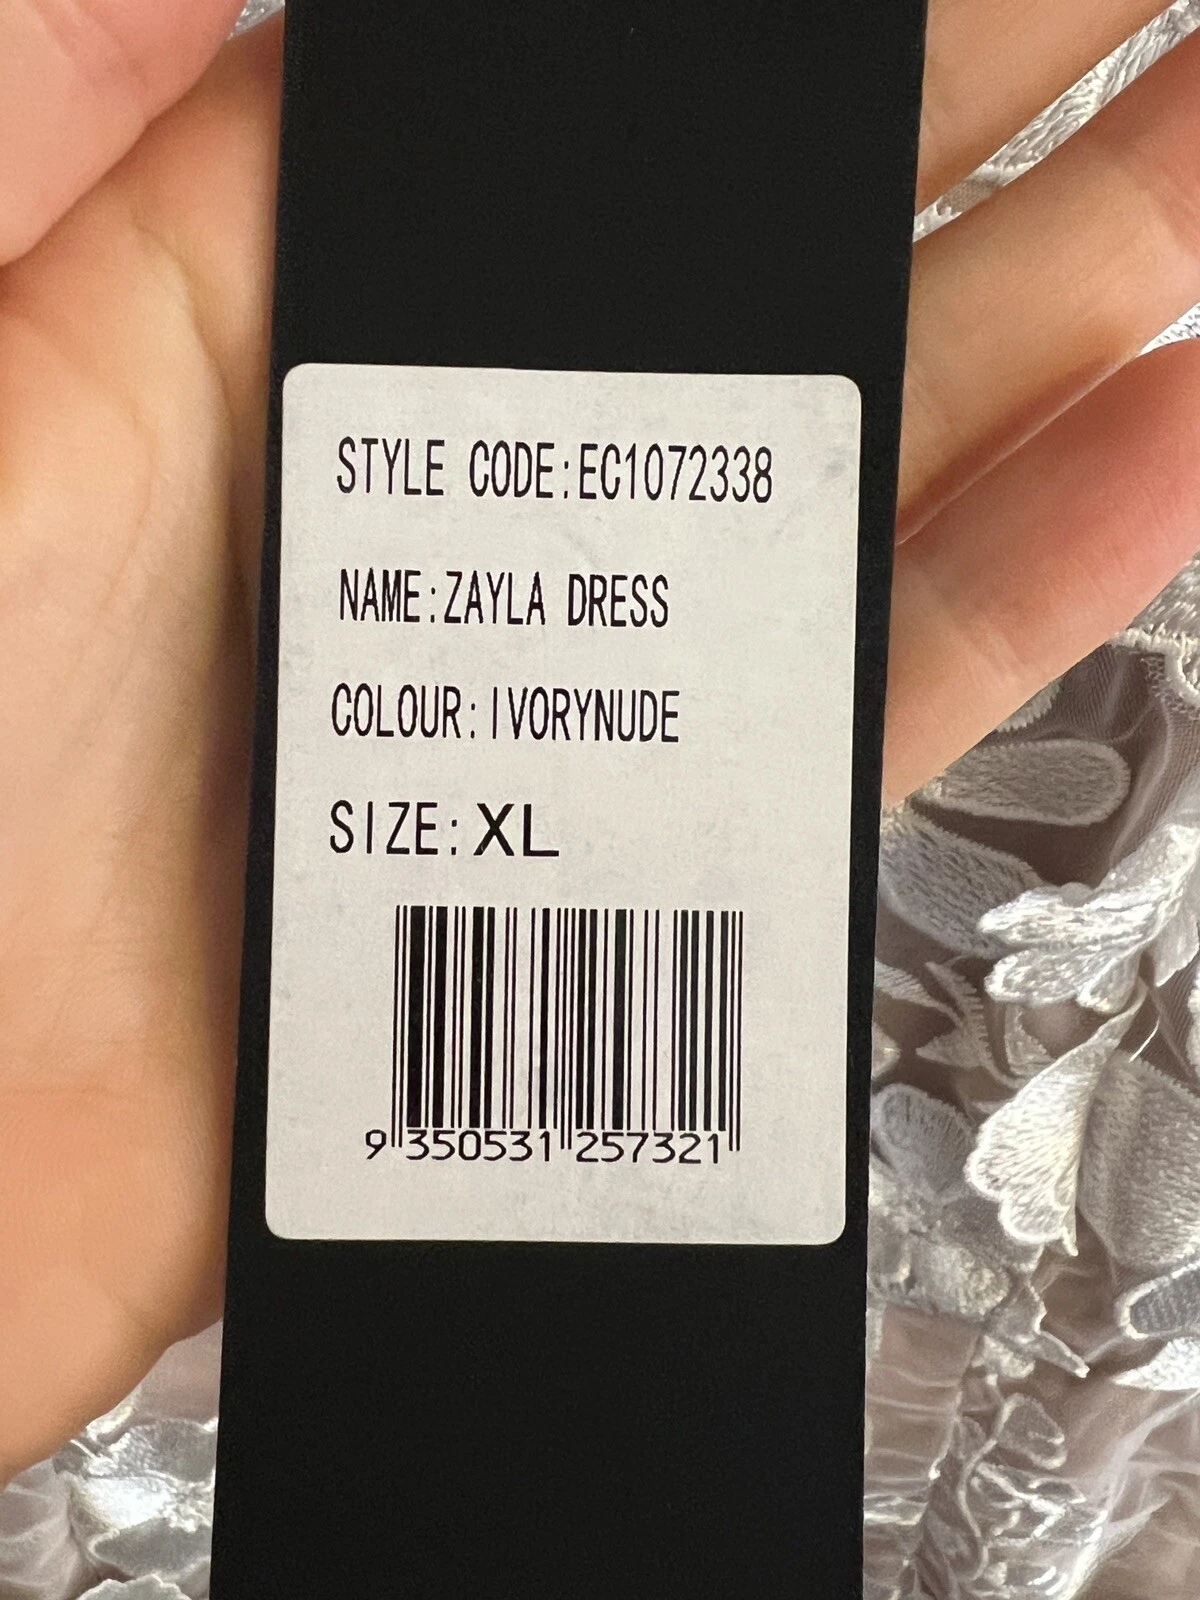 STYLE CODE:EC1072338
NAME:ZAYLA DRESS
COLOUR:IVORYNUDE
SIZE:XL
9 350531 257321